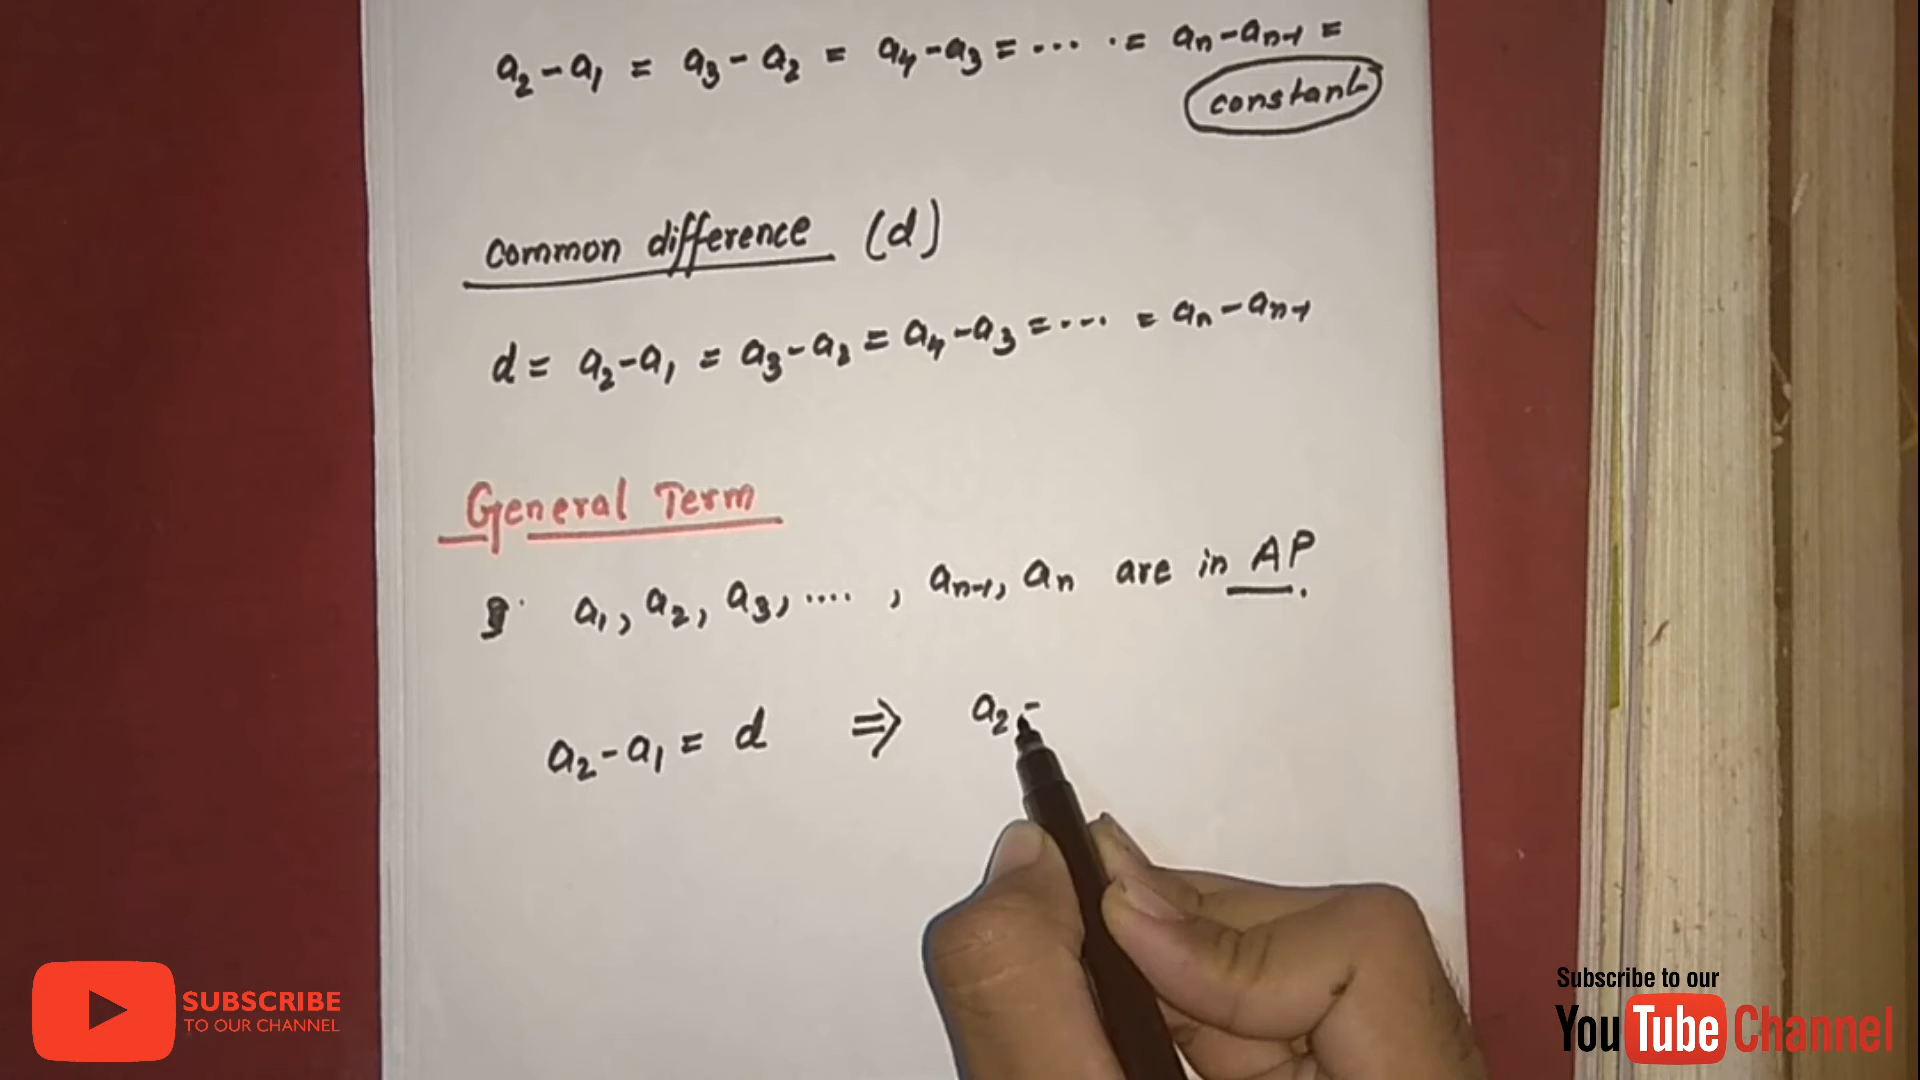 a₂-a₁ = a₃-a₂ = a₄-a₃ = ... . = aₙ-aₙ₋₁ =
constant
Common difference (d)
d = a₂-a₁ = a₃-a₂ = a₄-a₃ = ... = aₙ-aₙ₋₁
General Term
a₁, a₂, a₃, .... , aₙ₋₁, aₙ are in AP.
a₂-a₁ = d ⇒ a₂ -
SUBSCRIBE
TO OUR CHANNEL
Subscribe to our
YouTube Channel